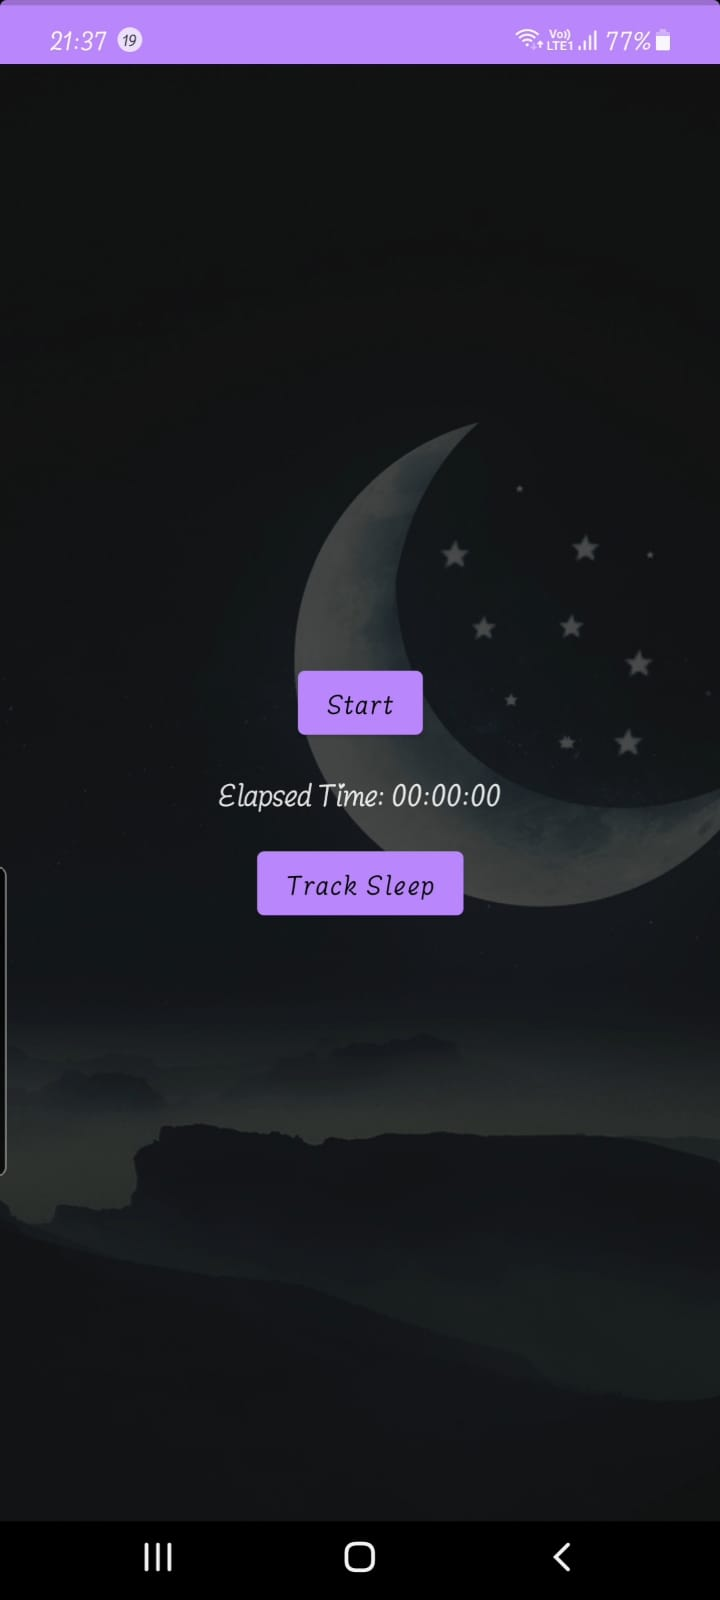 21:37 19 Vo)) LTE1 77%
Start
Elapsed Time: 00:00:00
Track Sleep